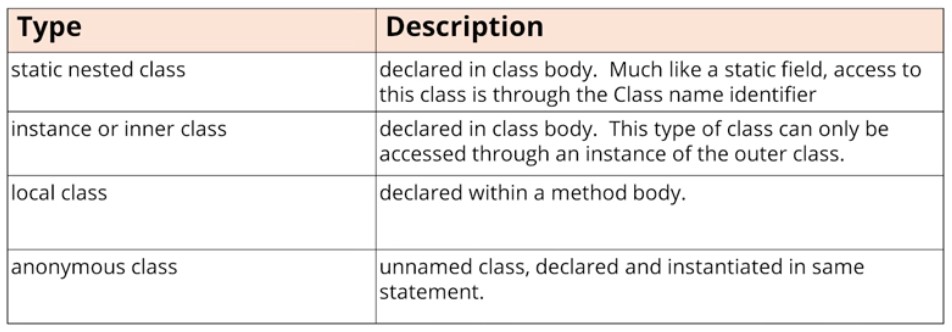 Type
Description
static nested class
declared in class body.  Much like a static field, access to
this class is through the Class name identifier
instance or inner class
declared in class body.  This type of class can only be
accessed through an instance of the outer class.
local class
declared within a method body.
anonymous class
unnamed class, declared and instantiated in same
statement.